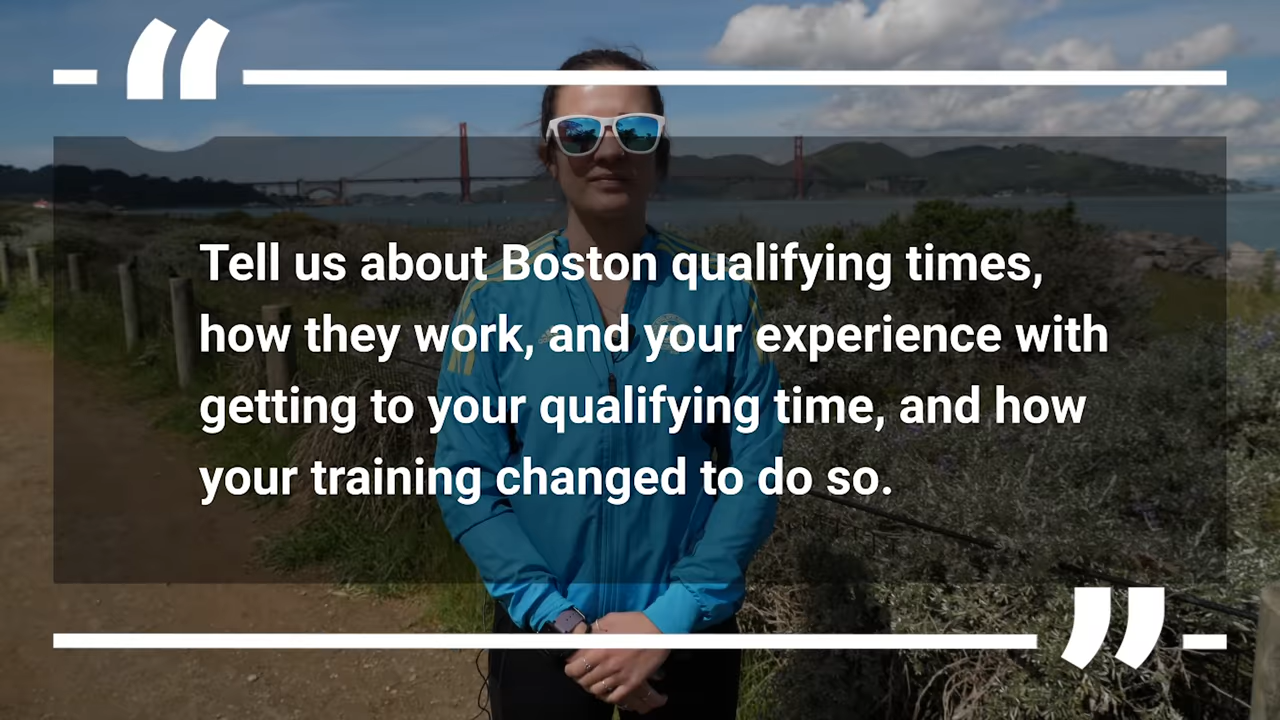 Tell us about Boston qualifying times,
how they work, and your experience with
getting to your qualifying time, and how
your training changed to do so.